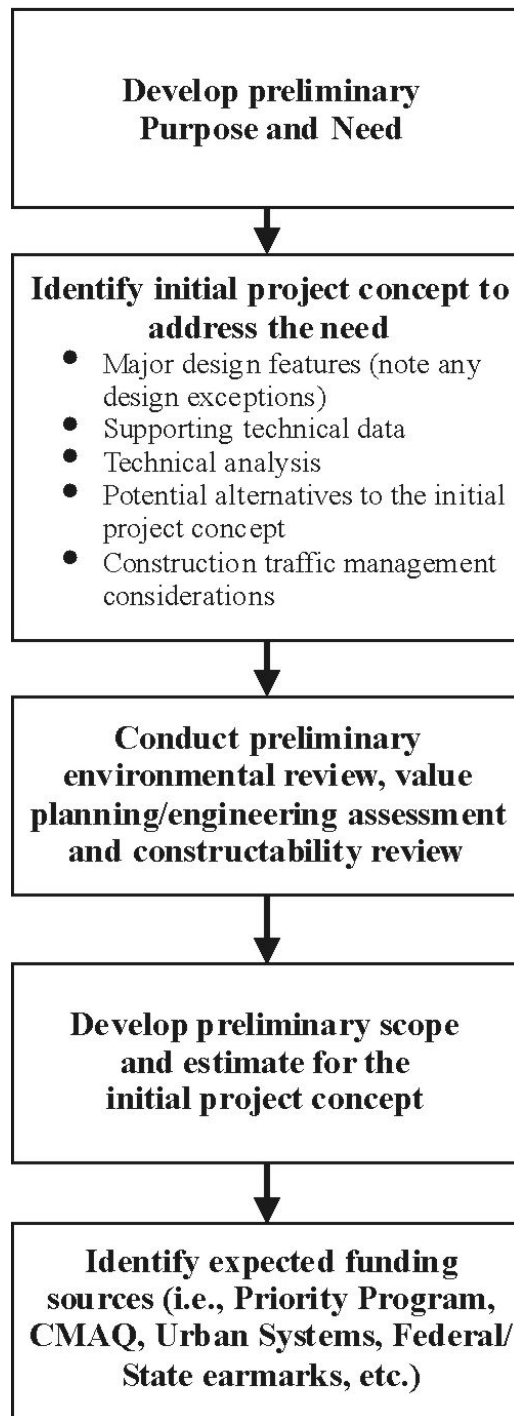 Develop preliminary
Purpose and Need
Identify initial project concept to
address the need
● Major design features (note any
design exceptions)
● Supporting technical data
● Technical analysis
● Potential alternatives to the initial
project concept
● Construction traffic management
considerations
Conduct preliminary
environmental review, value
planning/engineering assessment
and constructability review
Develop preliminary scope
and estimate for the
initial project concept
Identify expected funding
sources (i.e., Priority Program,
CMAQ, Urban Systems, Federal/
State earmarks, etc.)